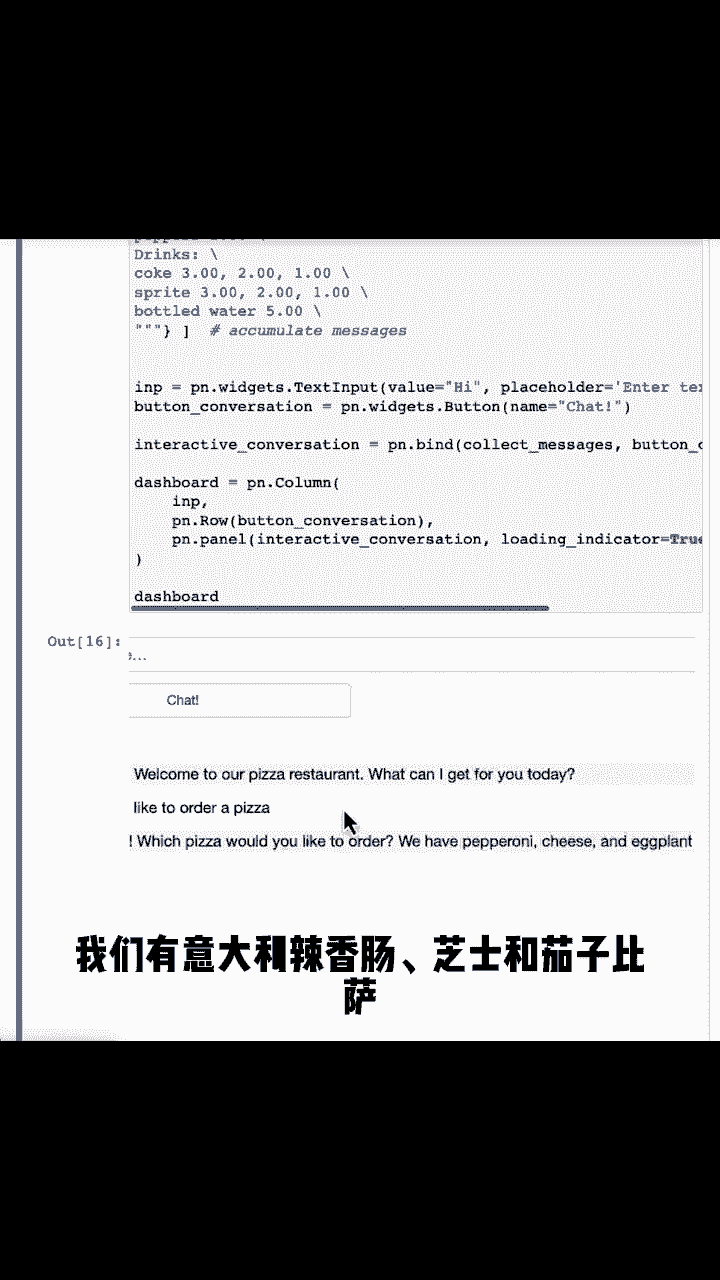 Drinks: \
coke 3.00, 2.00, 1.00 \
sprite 3.00, 2.00, 1.00 \
bottled water 5.00 \
"""} ]  # accumulate messages
inp = pn.widgets.TextInput(value="Hi", placeholder='Enter te
button_conversation = pn.widgets.Button(name="Chat!")
interactive_conversation = pn.bind(collect_messages, button_c
dashboard = pn.Column(
    inp,
    pn.Row(button_conversation),
    pn.panel(interactive_conversation, loading_indicator=True
)
dashboard
Out[16]:
...
Chat!
Welcome to our pizza restaurant. What can I get for you today?
like to order a pizza
! Which pizza would you like to order? We have pepperoni, cheese, and eggplant
我们有意大利辣香肠、芝士和茄子比
萨